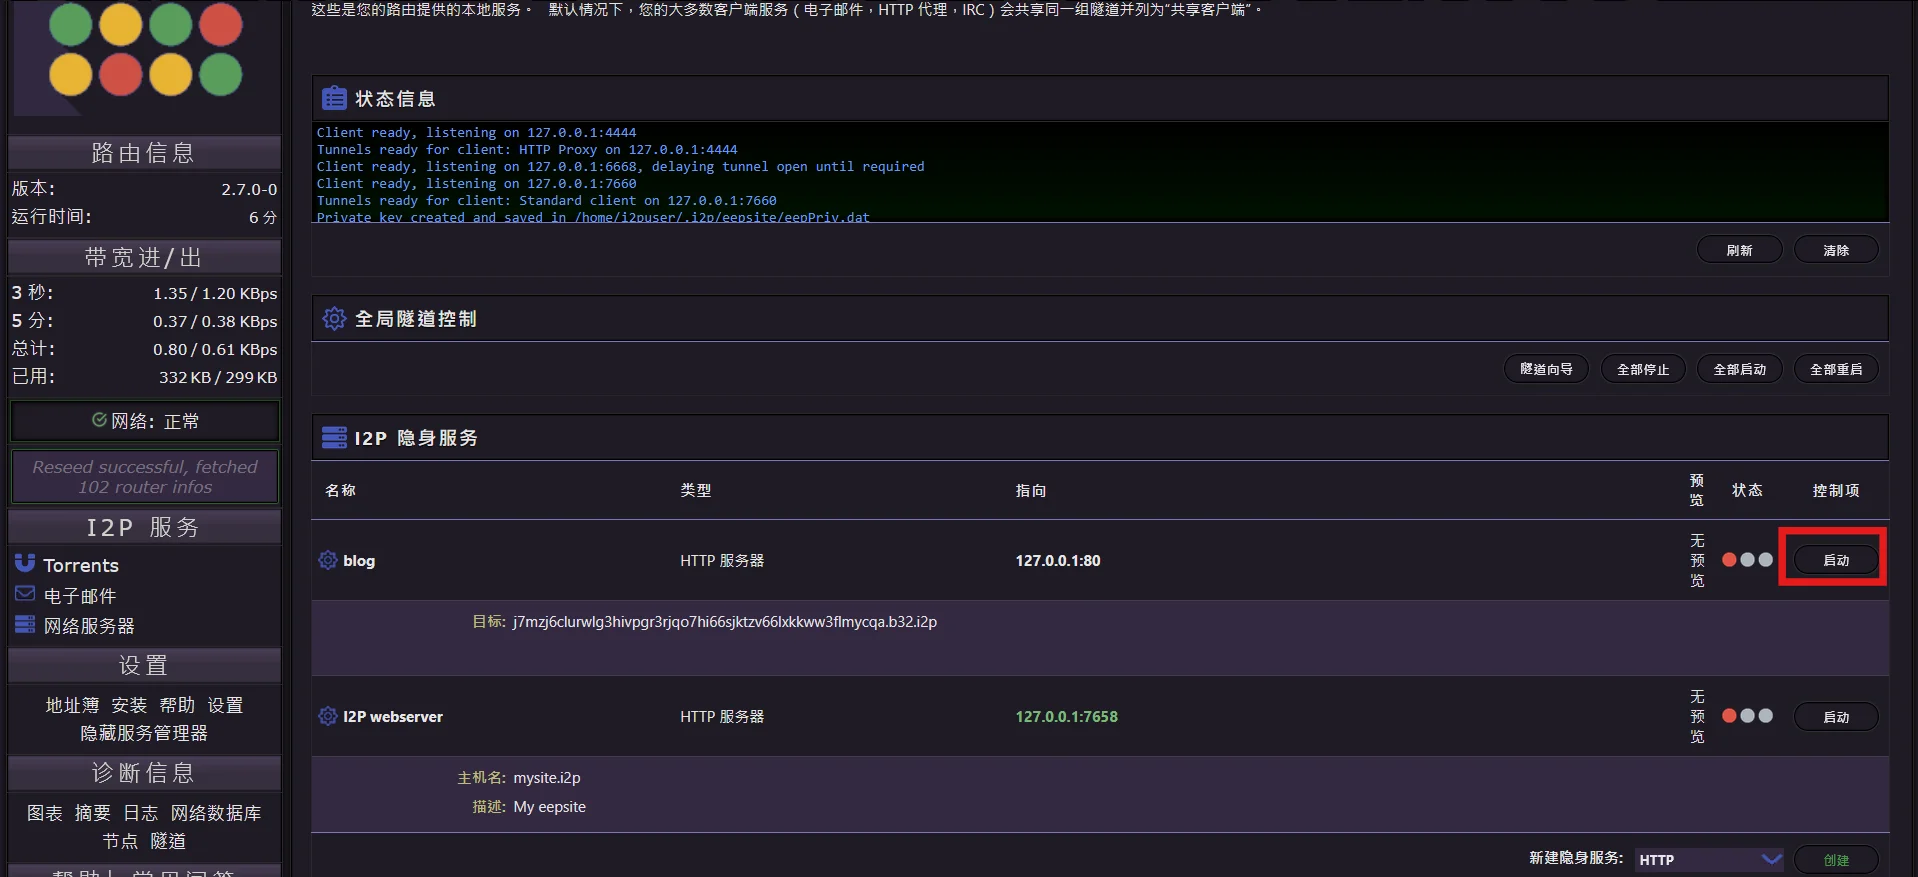 这些是您的路由提供的本地服务。 默认情况下，您的大多数客户端服务 ( 电子邮件，HTTP 代理，IRC ) 会共享同一组隧道并列为“共享客户端”。
路由信息
版本: 2.7.0-0
运行时间: 6 分
带宽进/出
3 秒: 1.35 / 1.20 KBps
5 分: 0.37 / 0.38 KBps
总计: 0.80 / 0.61 KBps
已用: 332 KB / 299 KB
网络: 正常
Reseed successful, fetched
102 router infos
I2P 服务
Torrents
电子邮件
网络服务器
设置
地址簿 安装 帮助 设置
隐藏服务管理器
诊断信息
图表 摘要 日志 网络数据库
节点 隧道
状态信息
Client ready, listening on 127.0.0.1:4444
Tunnels ready for client: HTTP Proxy on 127.0.0.1:4444
Client ready, listening on 127.0.0.1:6668, delaying tunnel open until required
Client ready, listening on 127.0.0.1:7660
Tunnels ready for client: Standard client on 127.0.0.1:7660
Private key created and saved in /home/i2puser/.i2p/eepsite/eepPriv.dat
刷新 清除
全局隧道控制
隧道向导 全部停止 全部启动 全部重启
I2P 隐身服务
名称 类型 指向 预览 状态 控制项
blog HTTP 服务器 127.0.0.1:80 无预览 启动
目标: j7mzj6clurwlg3hivpgr3rjqo7hi66sjktzv66lxkkww3flmycqa.b32.i2p
I2P webserver HTTP 服务器 127.0.0.1:7658 无预览 启动
主机名: mysite.i2p
描述: My eepsite
新建隐身服务: HTTP 创建